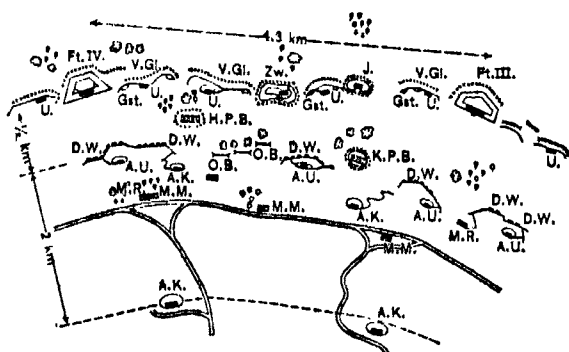 4.3 km
Ft.IV. V.Gl. V.Gl. Zw. J. V.Gl. Ft.III.
U. Gst. U. U. Gst. U. Gst. U. U.
H.P.B.
½ km
D.W. D.W. O.B. O.B. D.W. K.P.B.
A.U. A.K. A.U. D.W.
M.R. M.M. M.M. A.K. A.U. D.W. D.W.
M.R. A.U.
M.M.
2 km
A.K. A.K.